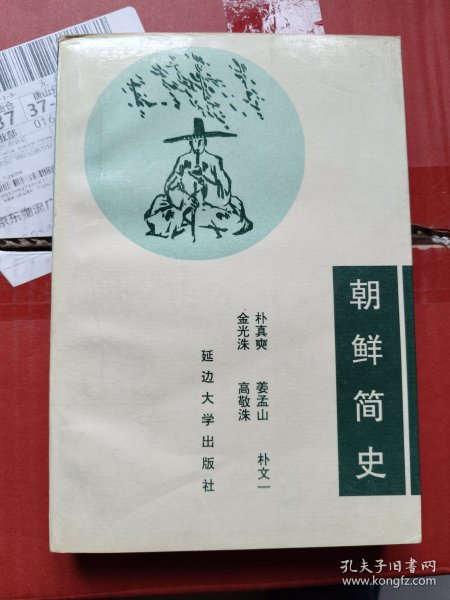 朝鲜简史
朴真奭 姜孟山 朴文一
金光洙 高敬洙
延边大学出版社
37
孔夫子旧书网
www.kongfz.com